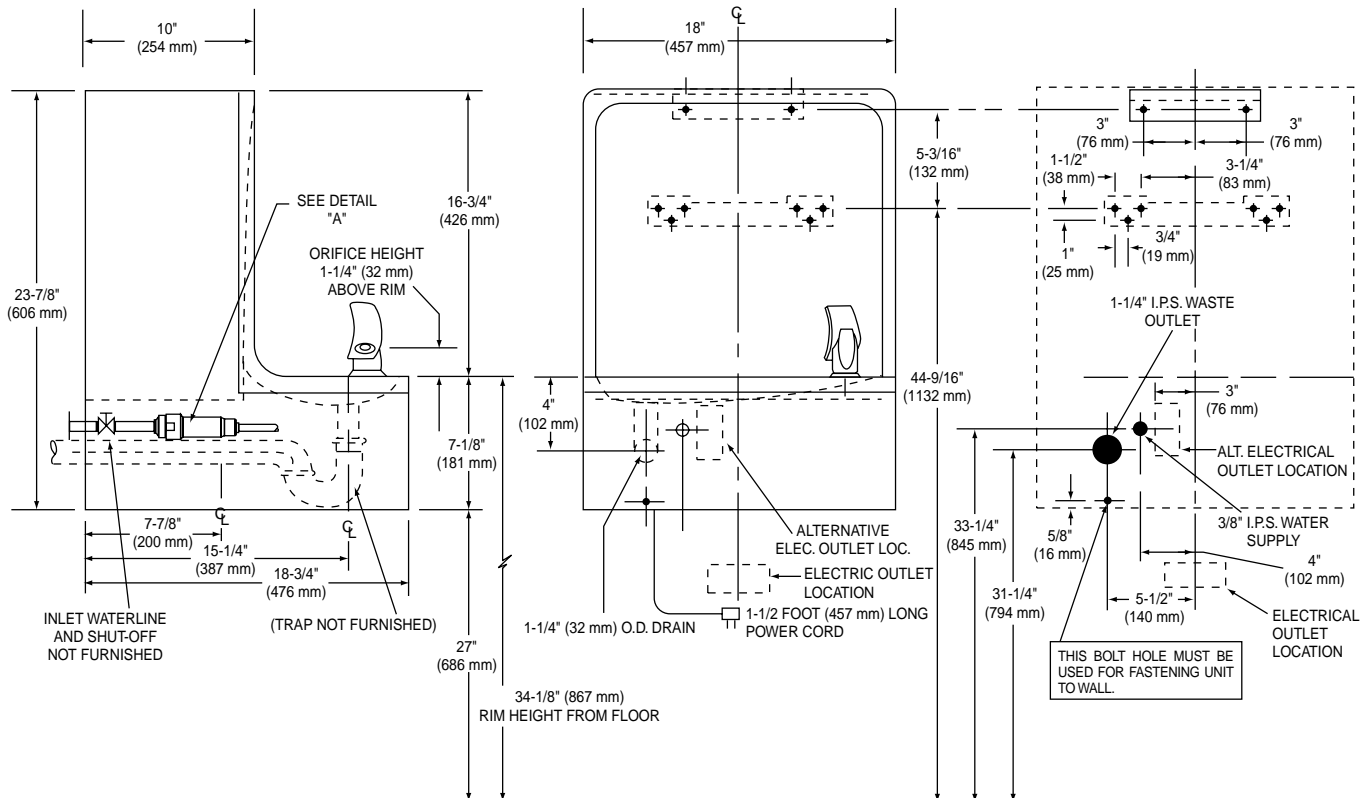 10"
(254 mm)
℄
18"
(457 mm)
3"
(76 mm)
3"
(76 mm)
5-3/16"
(132 mm)
1-1/2"
(38 mm)
3-1/4"
(83 mm)
SEE DETAIL
"A"
16-3/4"
(426 mm)
ORIFICE HEIGHT
1-1/4" (32 mm)
ABOVE RIM
3/4"
(19 mm)
1"
(25 mm)
23-7/8"
(606 mm)
1-1/4" I.P.S. WASTE
OUTLET
44-9/16"
(1132 mm)
4"
(102 mm)
3"
(76 mm)
7-1/8"
(181 mm)
ALT. ELECTRICAL
OUTLET LOCATION
7-7/8"
(200 mm)
℄
15-1/4"
(387 mm)
℄
18-3/4"
(476 mm)
ALTERNATIVE
ELEC. OUTLET LOC.
33-1/4"
(845 mm)
5/8"
(16 mm)
3/8" I.P.S. WATER
SUPPLY
4"
(102 mm)
ELECTRIC OUTLET
LOCATION
31-1/4"
(794 mm)
5-1/2"
(140 mm)
INLET WATERLINE
AND SHUT-OFF
NOT FURNISHED
(TRAP NOT FURNISHED)
1-1/4" (32 mm) O.D. DRAIN
1-1/2 FOOT (457 mm) LONG
POWER CORD
ELECTRICAL
OUTLET
LOCATION
27"
(686 mm)
THIS BOLT HOLE MUST BE
USED FOR FASTENING UNIT
TO WALL.
34-1/8" (867 mm)
RIM HEIGHT FROM FLOOR